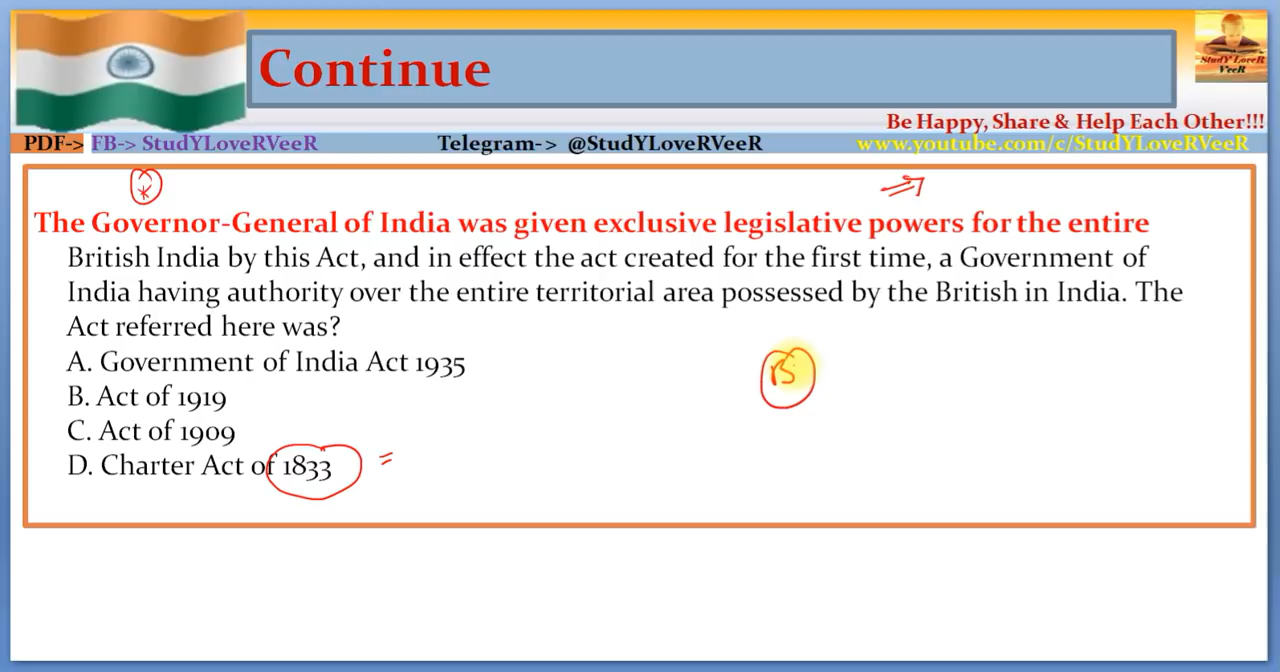 Continue
StudY LoveR
VeeR
Be Happy, Share & Help Each Other!!!
PDF-> FB-> StudYLoveRVeeR Telegram-> @StudYLoveRVeeR www.youtube.com/c/StudYLoveRVeeR
The Governor-General of India was given exclusive legislative powers for the entire
British India by this Act, and in effect the act created for the first time, a Government of
India having authority over the entire territorial area possessed by the British in India. The
Act referred here was?
A. Government of India Act 1935
B. Act of 1919
C. Act of 1909
D. Charter Act of 1833 =